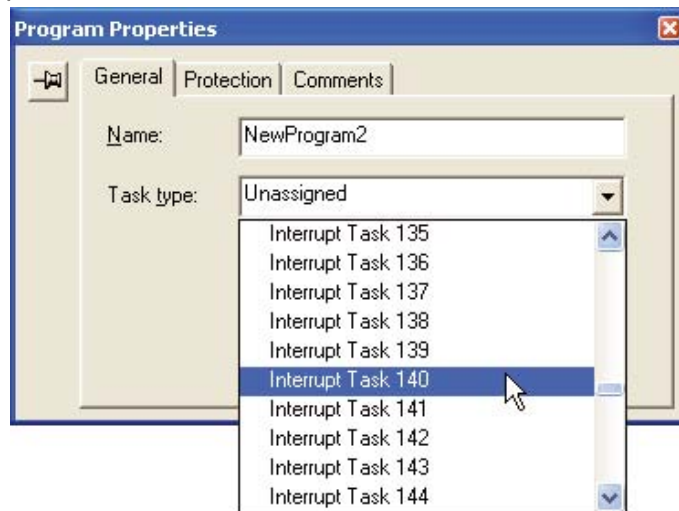 Program Properties
General Protection Comments
Name: NewProgram2
Task type: Unassigned
Interrupt Task 135
Interrupt Task 136
Interrupt Task 137
Interrupt Task 138
Interrupt Task 139
Interrupt Task 140
Interrupt Task 141
Interrupt Task 142
Interrupt Task 143
Interrupt Task 144